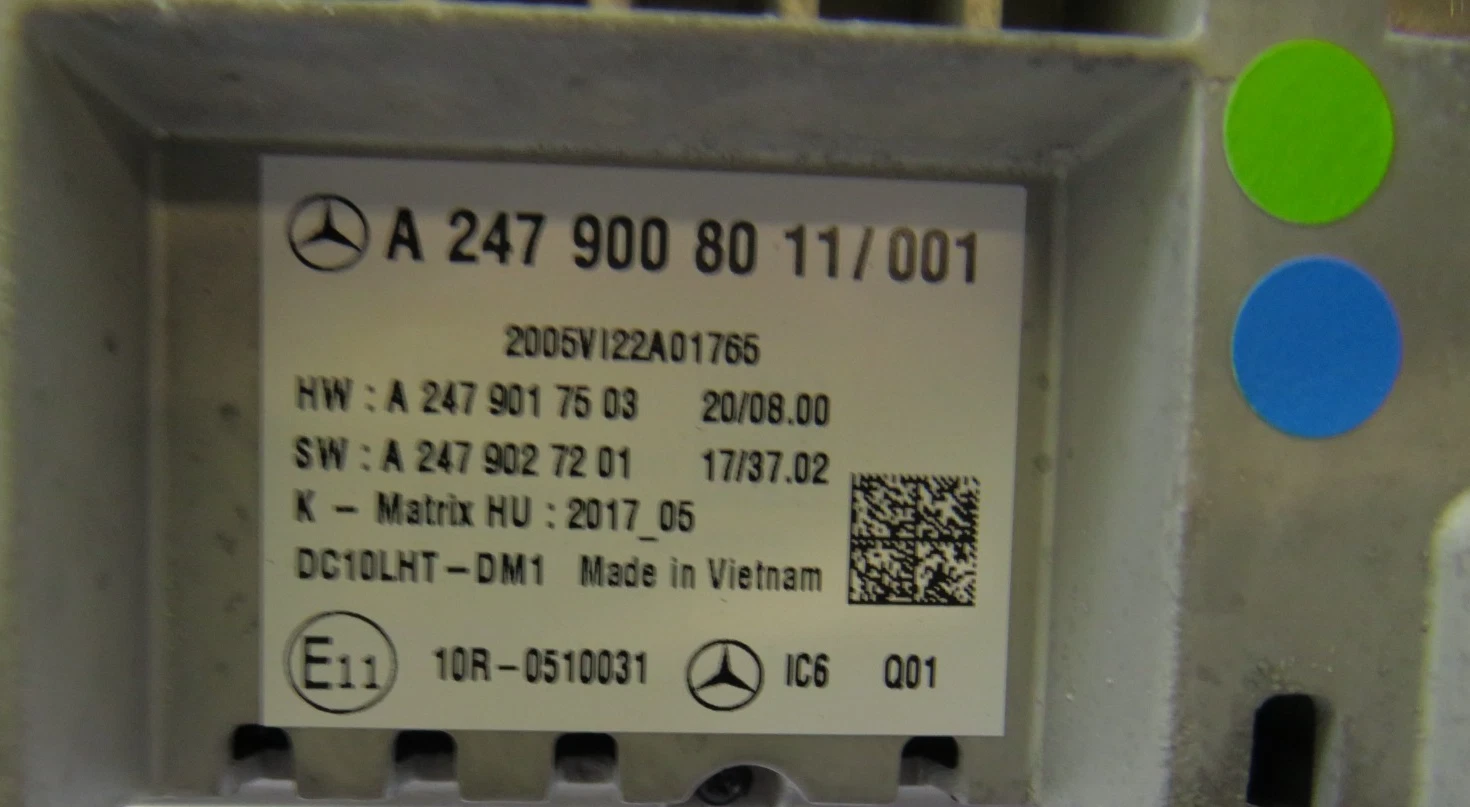 A 247 900 80 11/001
2005VI22A01765
HW : A 247 901 75 03 20/08.00
SW : A 247 902 72 01 17/37.02
K - Matrix HU : 2017_05
DC10LHT-DM1 Made in Vietnam
E11 10R-0510031 IC6 Q01